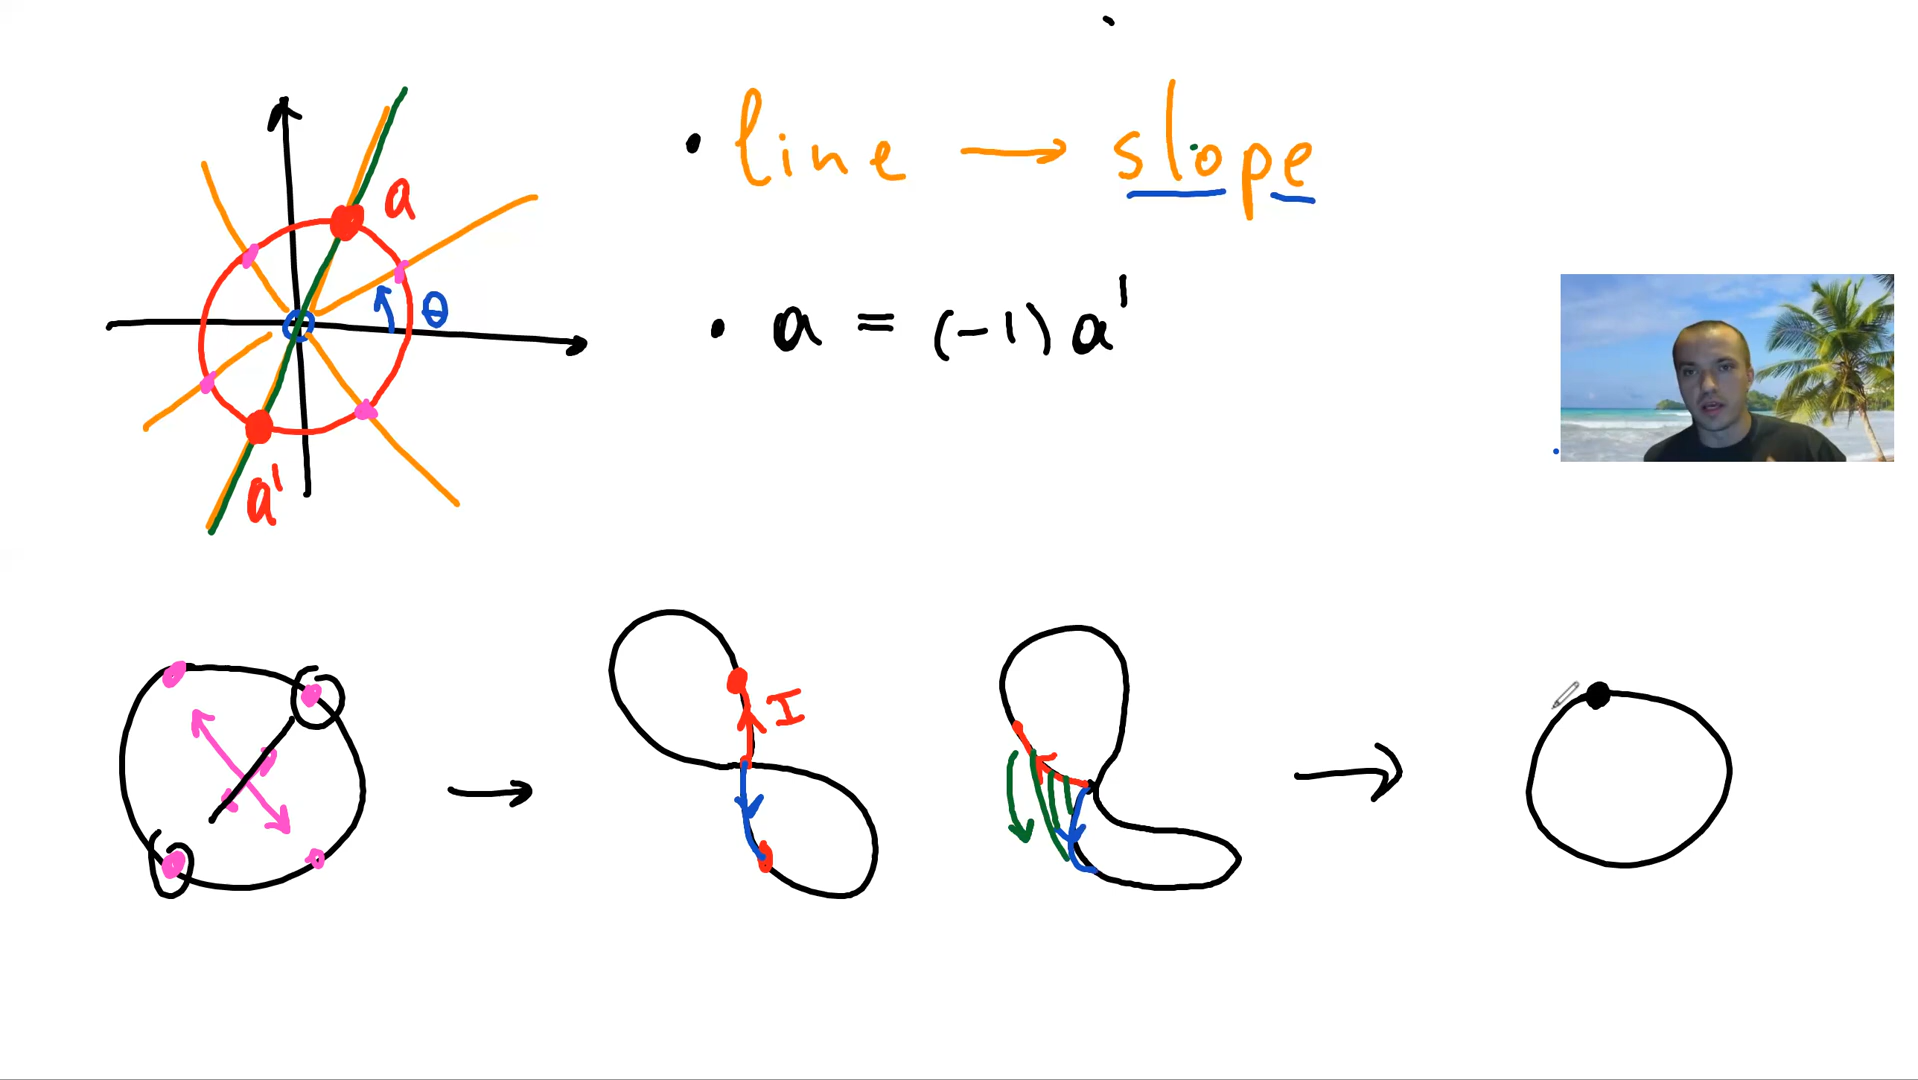 • line → slope
a
θ
• a = (-1) a'
a'
I